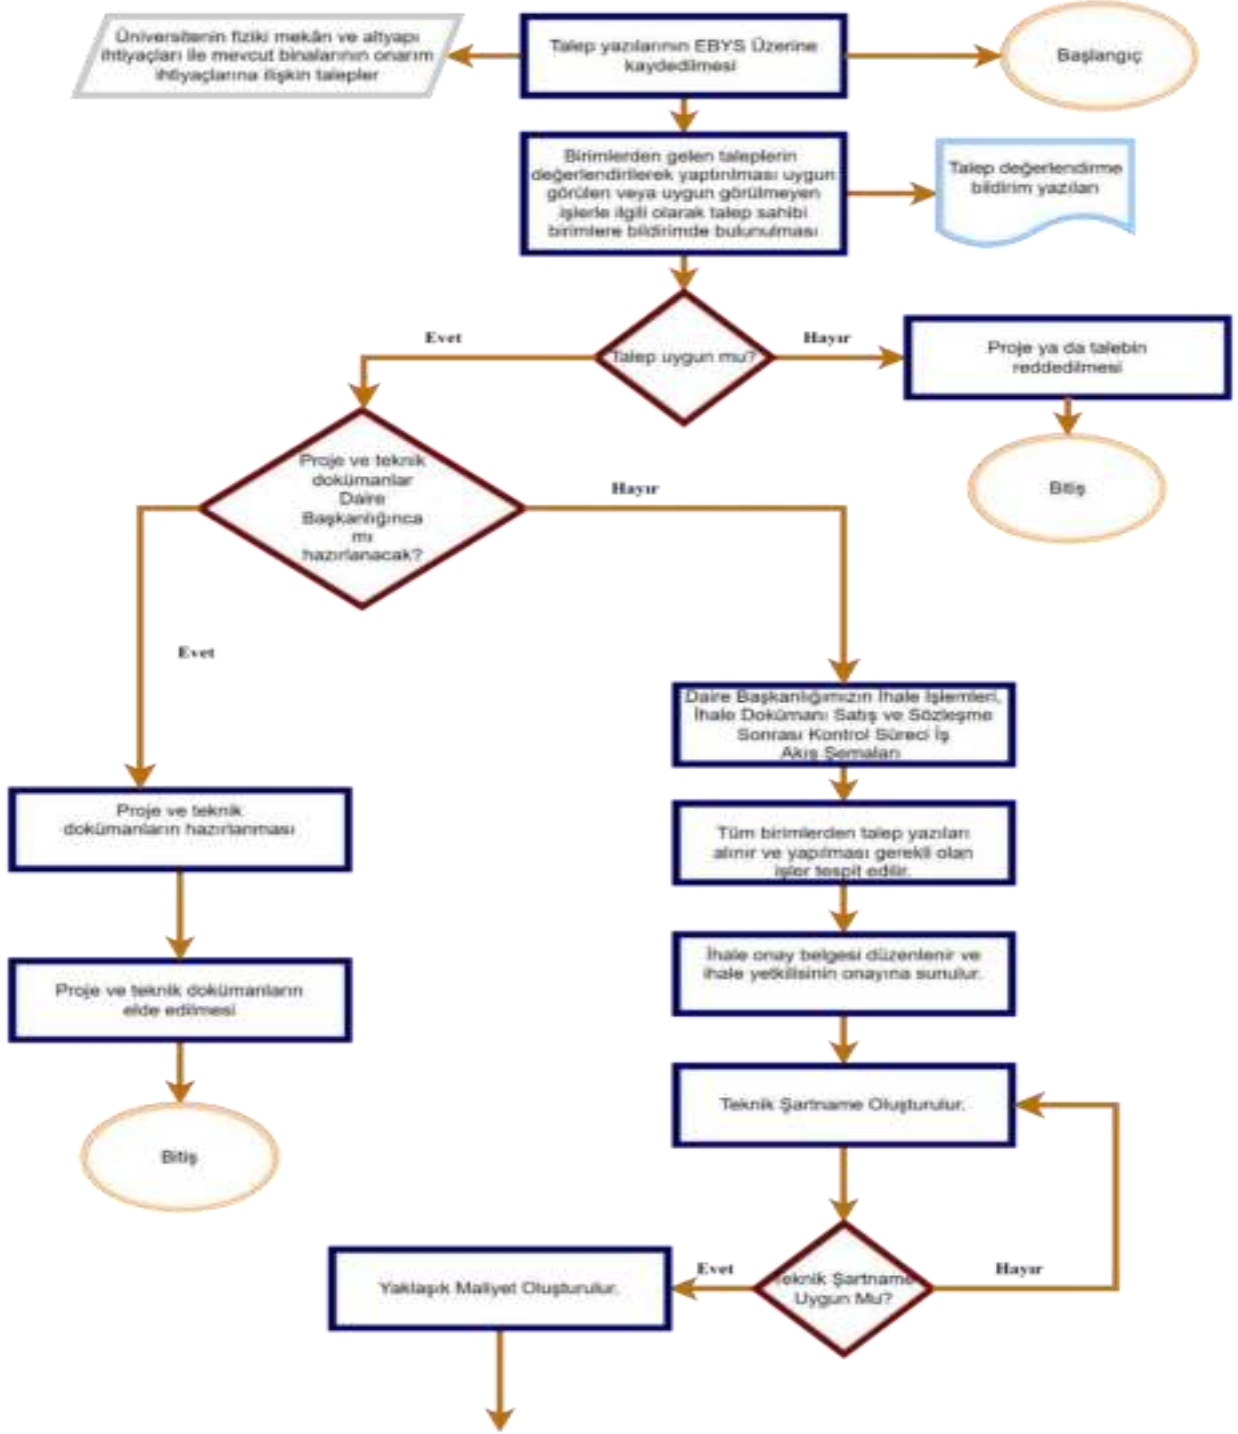 Üniversitenin fiziki mekân ve altyapı
ihtiyaçları ile mevcut binalarının onarım
ihtiyaçlarına ilişkin talepler
Talep yazılarının EBYS Üzerine
kaydedilmesi
Başlangıç
Birimlerden gelen taleplerin
değerlendirilerek yaptırılması uygun
görülen veya uygun görülmeyen
işlerle ilgili olarak talep sahibi
birimlere bildirimde bulunulması
Talep değerlendirme
bildirim yazıları
Talep uygun mu?
Evet
Hayır
Proje ya da talebin
reddedilmesi
Bitiş
Proje ve teknik
dokümanlar
Daire
Başkanlığınca
mı
hazırlanacak?
Hayır
Evet
Daire Başkanlığımızın İhale İşlemleri,
İhale Dokümanı Satış ve Sözleşme
Sonrası Kontrol Süreci İş
Akış Şemaları
Proje ve teknik
dokümanların hazırlanması
Tüm birimlerden talep yazıları
alınır ve yapılması gerekli olan
işler tespit edilir.
İhale onay belgesi düzenlenir ve
ihale yetkilisinin onayına sunulur.
Proje ve teknik dokümanların
elde edilmesi
Teknik Şartname Oluşturulur.
Bitiş
Teknik Şartname
Uygun Mu?
Evet
Hayır
Yaklaşık Maliyet Oluşturulur.